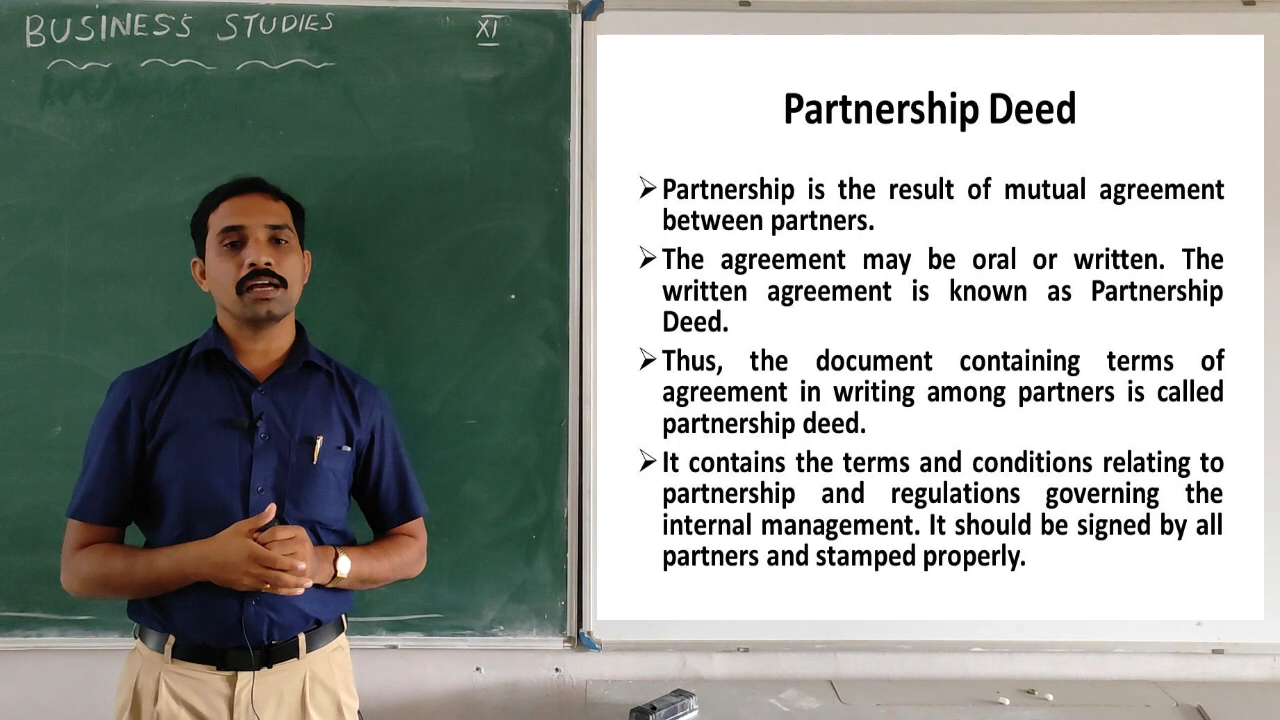 BUSINESS STUDIES
XI
Partnership Deed
➢ Partnership is the result of mutual agreement
between partners.
➢ The agreement may be oral or written. The
written agreement is known as Partnership
Deed.
➢ Thus, the document containing terms of
agreement in writing among partners is called
partnership deed.
➢ It contains the terms and conditions relating to
partnership and regulations governing the
internal management. It should be signed by all
partners and stamped properly.